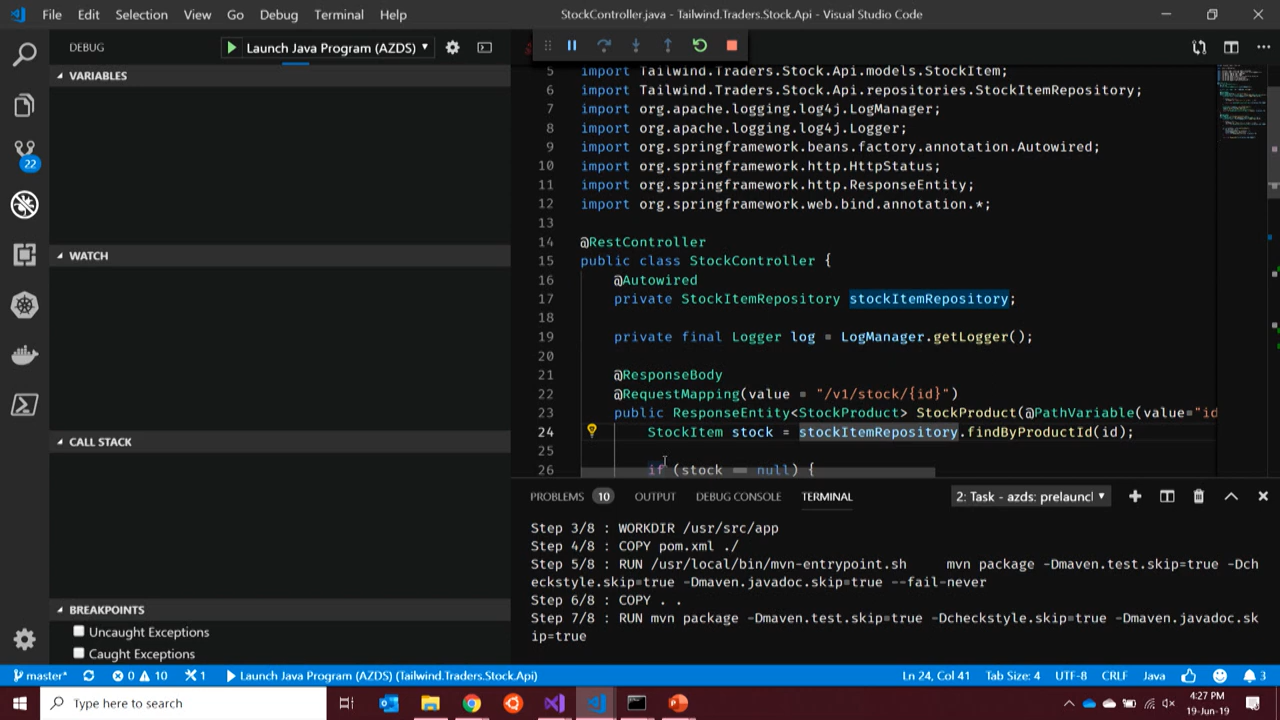 File Edit Selection View Go Debug Terminal Help
StockController.java - Tailwind.Traders.Stock.Api - Visual Studio Code
DEBUG
Launch Java Program (AZDS)
VARIABLES
WATCH
CALL STACK
BREAKPOINTS
Uncaught Exceptions
Caught Exceptions
22
5 import Tailwind.Traders.Stock.Api.models.StockItem;
6 import Tailwind.Traders.Stock.Api.repositories.StockItemRepository;
7 import org.apache.logging.log4j.LogManager;
8 import org.apache.logging.log4j.Logger;
9 import org.springframework.beans.factory.annotation.Autowired;
10 import org.springframework.http.HttpStatus;
11 import org.springframework.http.ResponseEntity;
12 import org.springframework.web.bind.annotation.*;
13
14 @RestController
15 public class StockController {
16 @Autowired
17 private StockItemRepository stockItemRepository;
18
19 private final Logger log = LogManager.getLogger();
20
21 @ResponseBody
22 @RequestMapping(value = "/v1/stock/{id}")
23 public ResponseEntity<StockProduct> StockProduct(@PathVariable(value="id
24 StockItem stock = stockItemRepository.findByProductId(id);
25
26 if (stock == null) {
PROBLEMS 10 OUTPUT DEBUG CONSOLE TERMINAL 2: Task - azds: prelaunch
Step 3/8 : WORKDIR /usr/src/app
Step 4/8 : COPY pom.xml ./
Step 5/8 : RUN /usr/local/bin/mvn-entrypoint.sh mvn package -Dmaven.test.skip=true -Dch
eckstyle.skip=true -Dmaven.javadoc.skip=true --fail-never
Step 6/8 : COPY . .
Step 7/8 : RUN mvn package -Dmaven.test.skip=true -Dcheckstyle.skip=true -Dmaven.javadoc.sk
ip=true
master* 0 10 1 Launch Java Program (AZDS) (Tailwind.Traders.Stock.Api) Ln 24, Col 41 Tab Size: 4 UTF-8 CRLF Java 3
Type here to search
4:27 PM
19-Jun-19